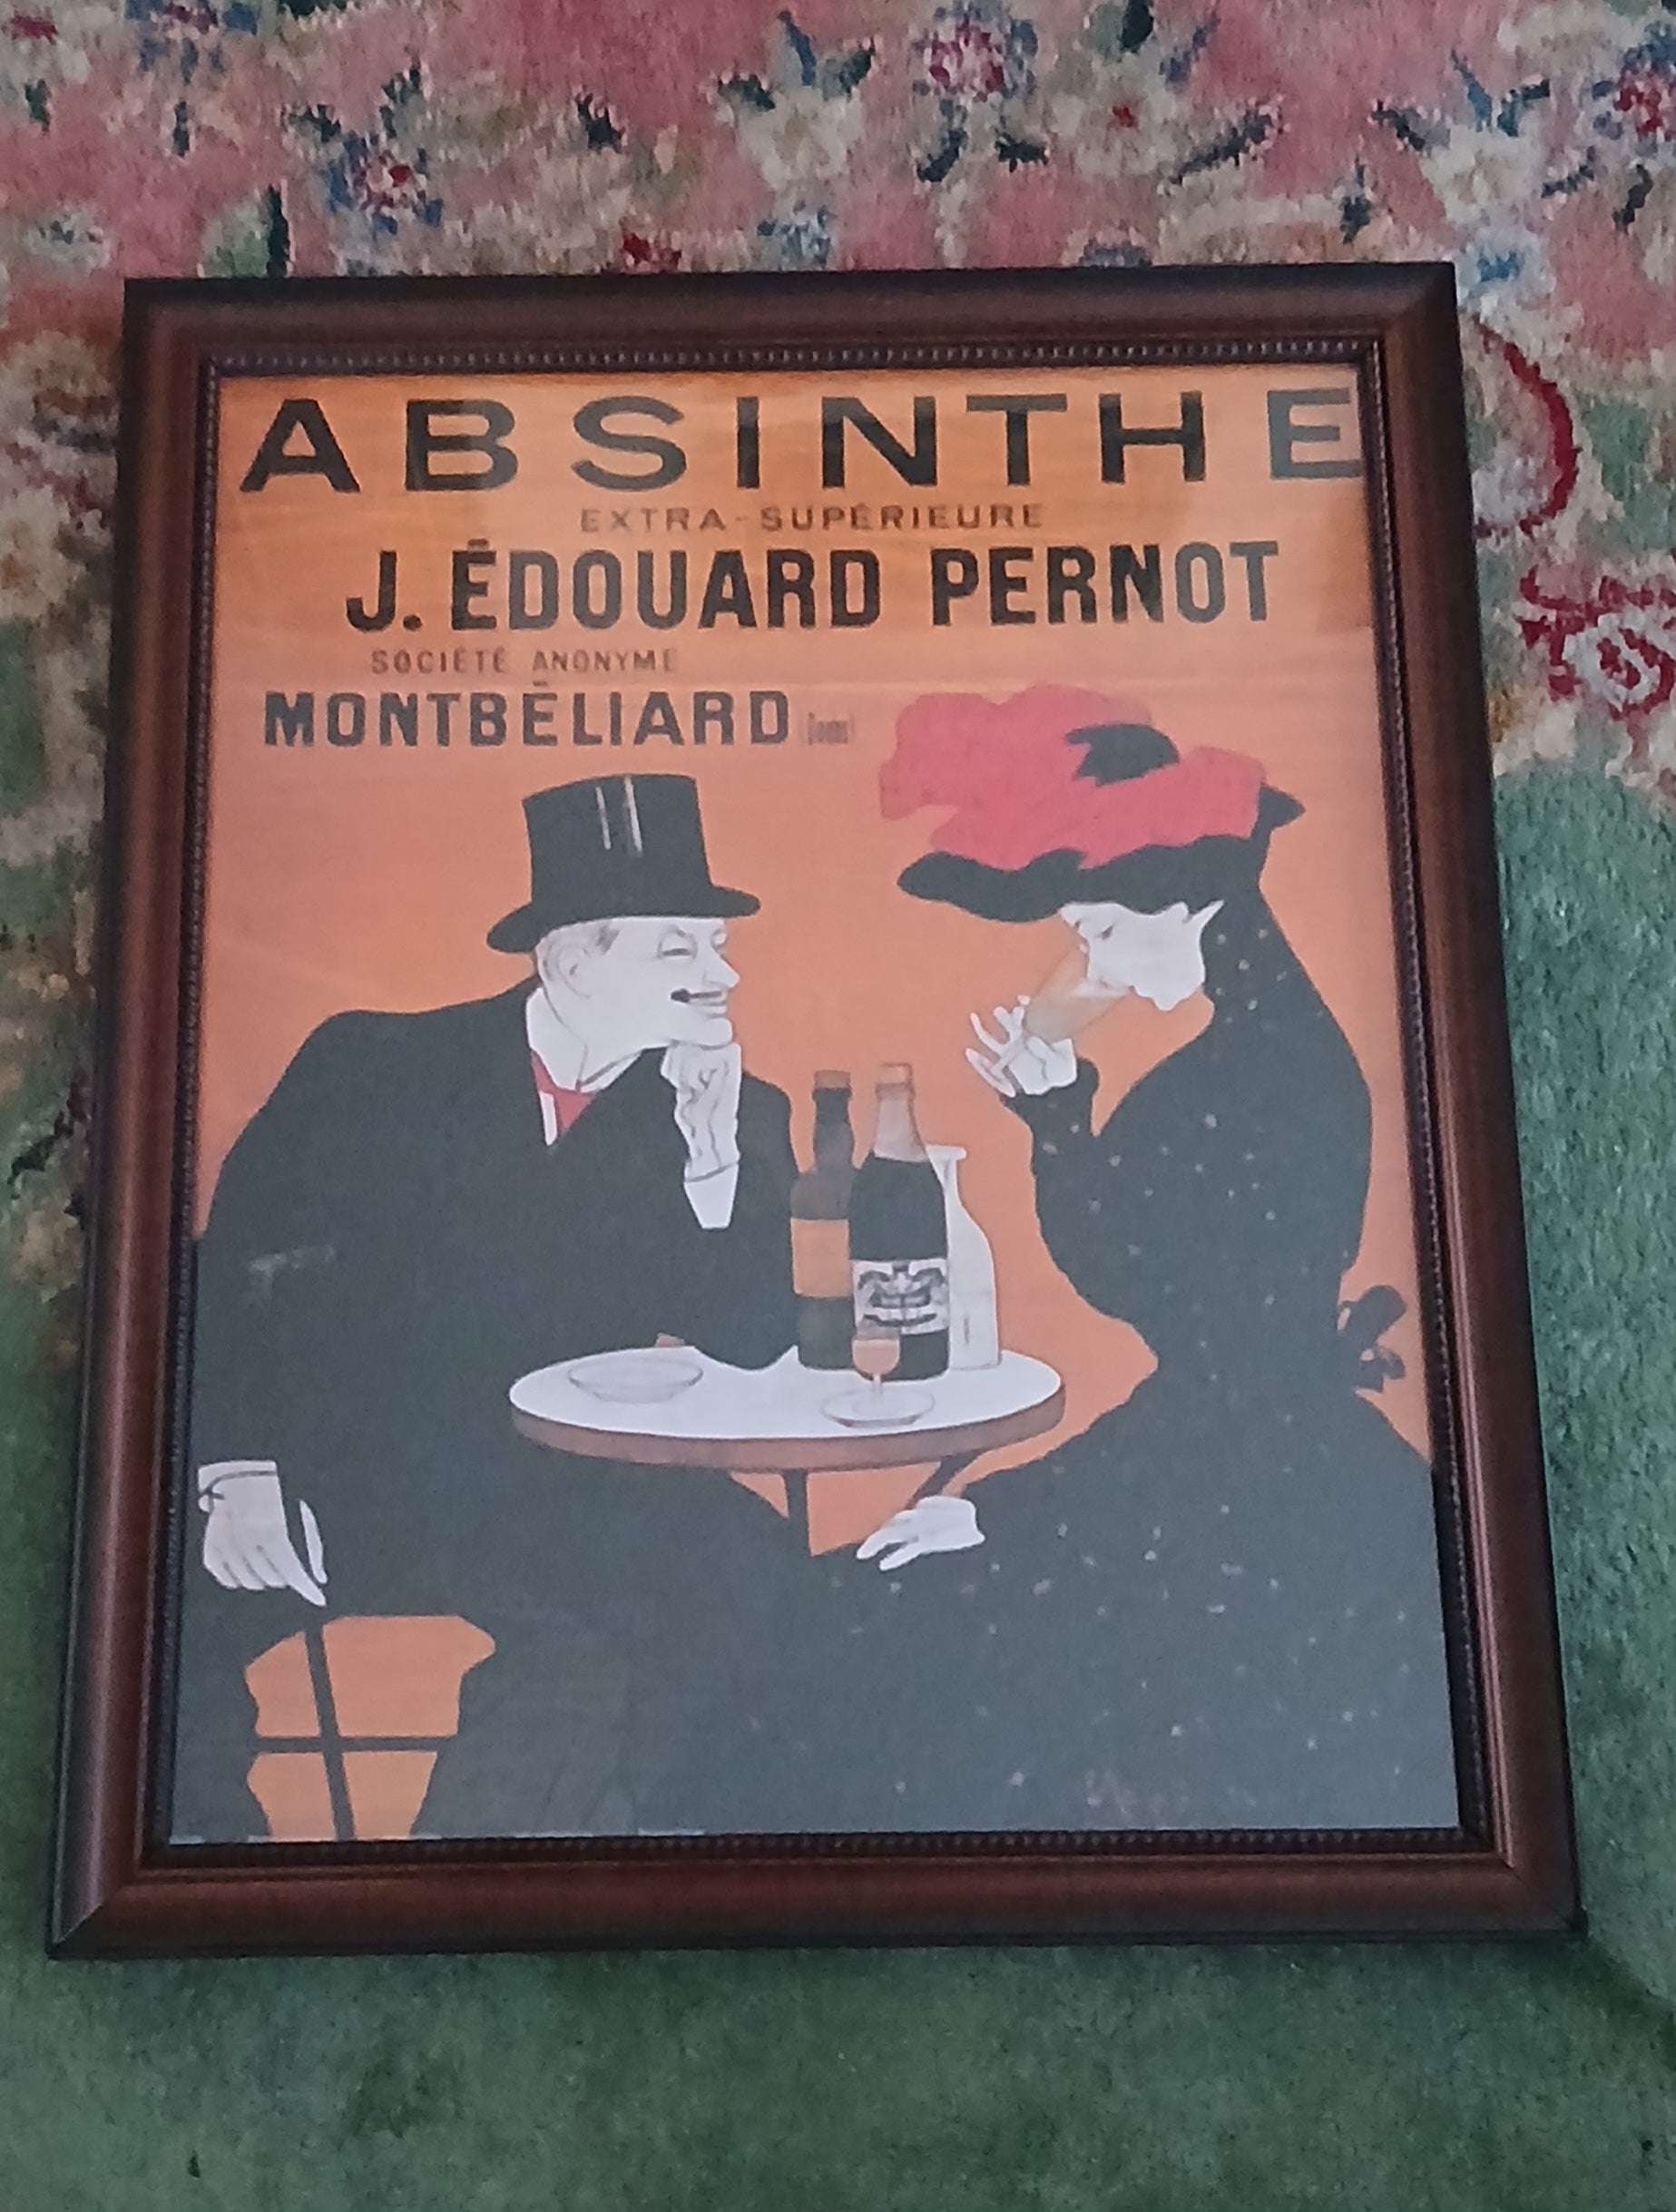 ABSINTHE
EXTRA-SUPÉRIEURE
J. ÉDOUARD PERNOT
SOCIÉTÉ ANONYME
MONTBÉLIARD